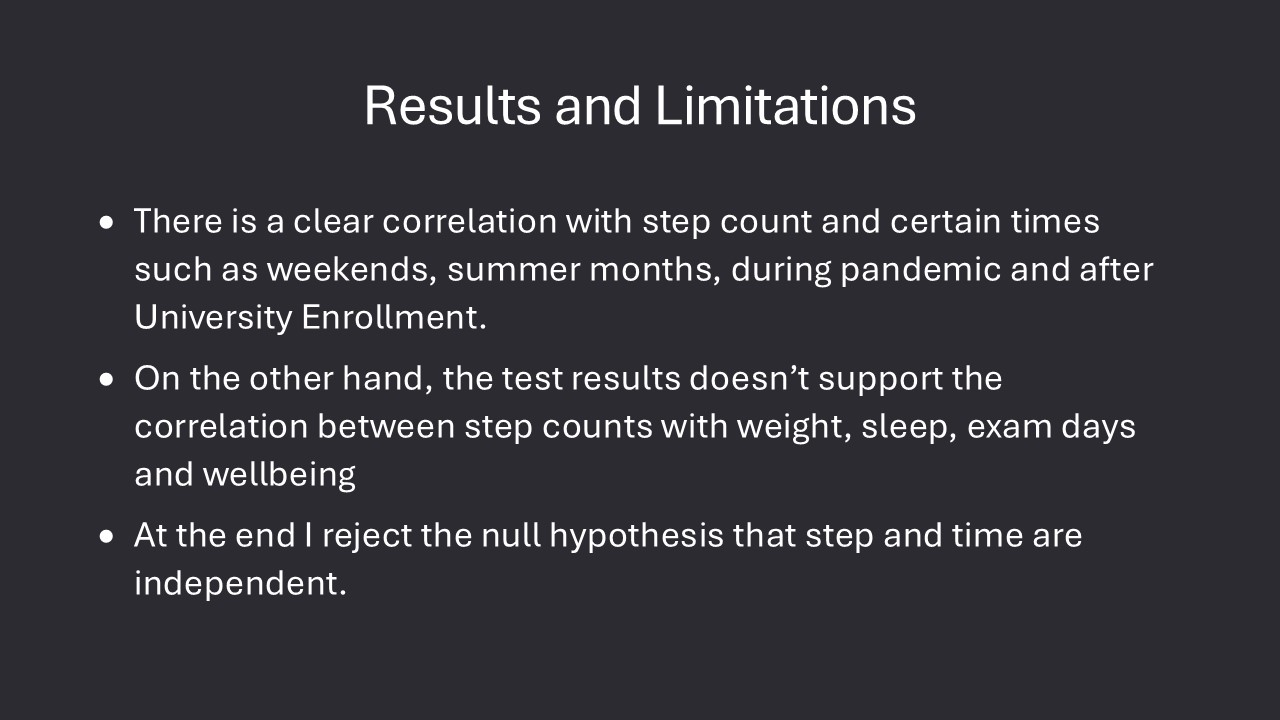 Results and Limitations
• There is a clear correlation with step count and certain times
such as weekends, summer months, during pandemic and after
University Enrollment.
• On the other hand, the test results doesn’t support the
correlation between step counts with weight, sleep, exam days
and wellbeing
• At the end I reject the null hypothesis that step and time are
independent.